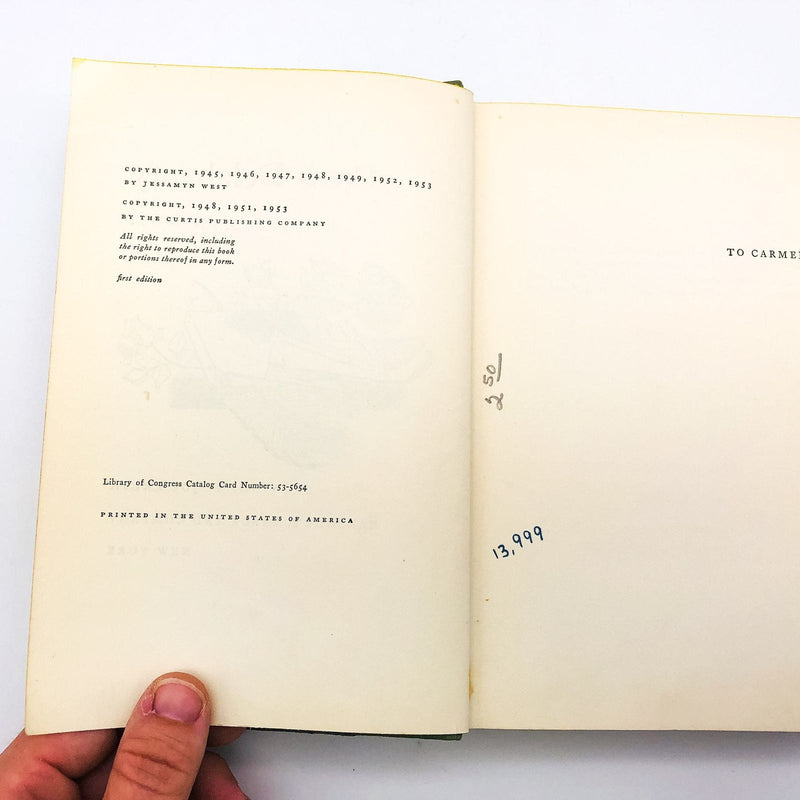 COPYRIGHT, 1945, 1946, 1947, 1948, 1949, 1952, 1953
BY JESSAMYN WEST
COPYRIGHT, 1948, 1951, 1953
BY THE CURTIS PUBLISHING COMPANY
All rights reserved, including
the right to reproduce this book
or portions thereof in any form.
first edition
Library of Congress Catalog Card Number: 53-5654
PRINTED IN THE UNITED STATES OF AMERICA
NEW YORK
TO CARME
2 50
13,999